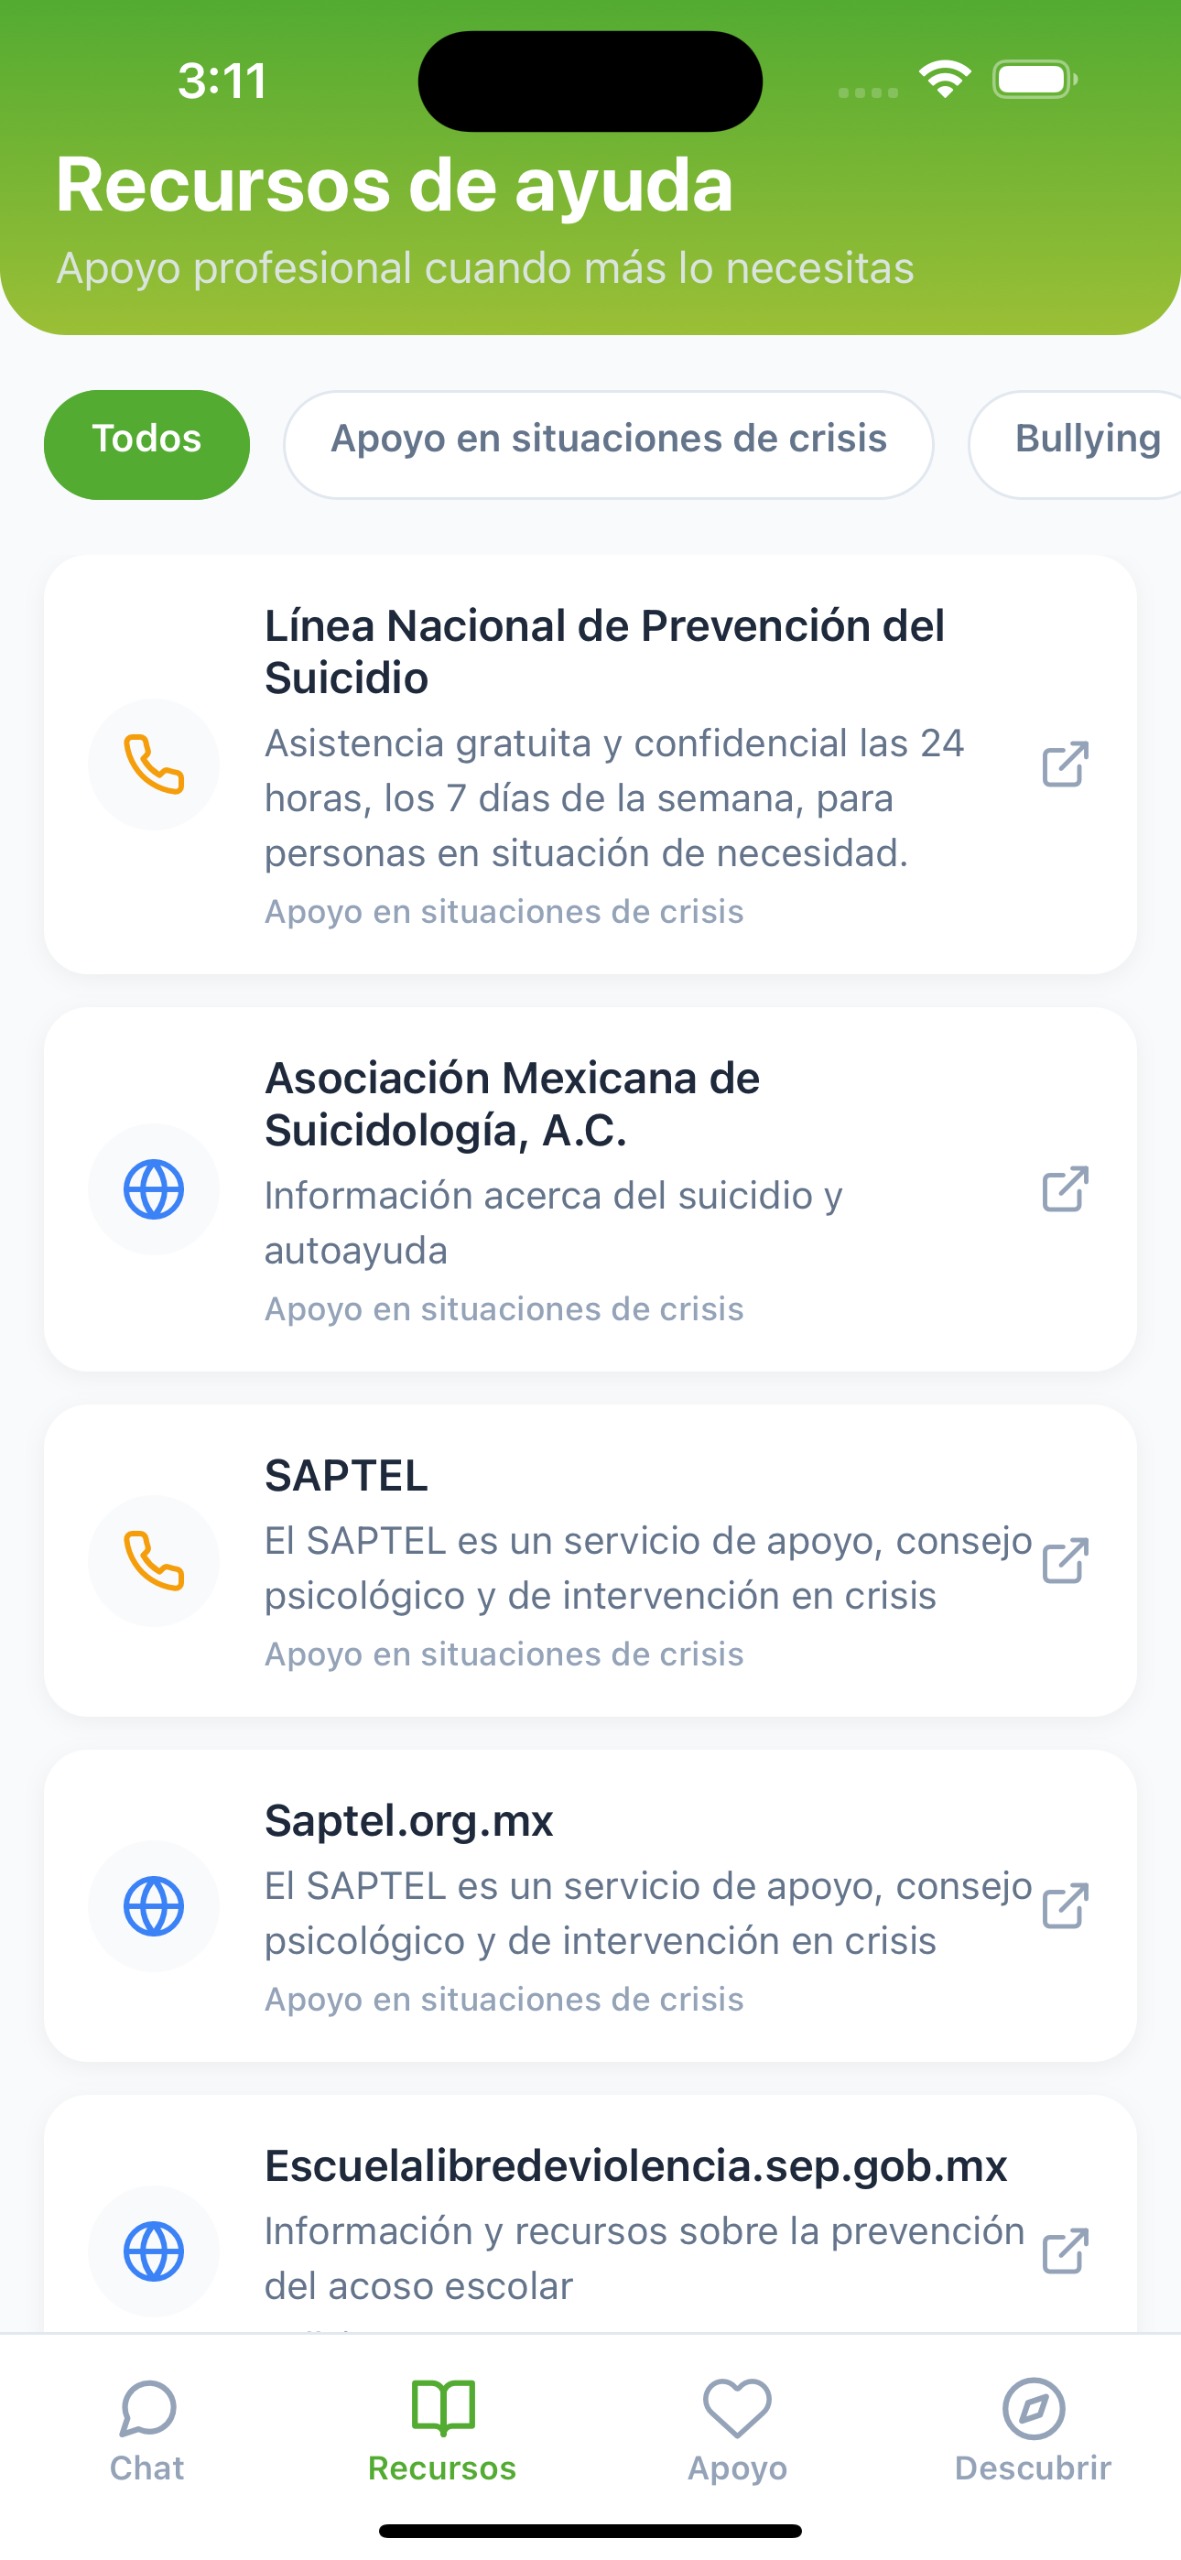 3:11
Recursos de ayuda
Apoyo profesional cuando más lo necesitas
Todos
Apoyo en situaciones de crisis
Bullying
Línea Nacional de Prevención del
Suicidio
Asistencia gratuita y confidencial las 24
horas, los 7 días de la semana, para
personas en situación de necesidad.
Apoyo en situaciones de crisis
Asociación Mexicana de
Suicidología, A.C.
Información acerca del suicidio y
autoayuda
Apoyo en situaciones de crisis
SAPTEL
El SAPTEL es un servicio de apoyo, consejo
psicológico y de intervención en crisis
Apoyo en situaciones de crisis
Saptel.org.mx
El SAPTEL es un servicio de apoyo, consejo
psicológico y de intervención en crisis
Apoyo en situaciones de crisis
Escuelalibredeviolencia.sep.gob.mx
Información y recursos sobre la prevención
del acoso escolar
Chat
Recursos
Apoyo
Descubrir